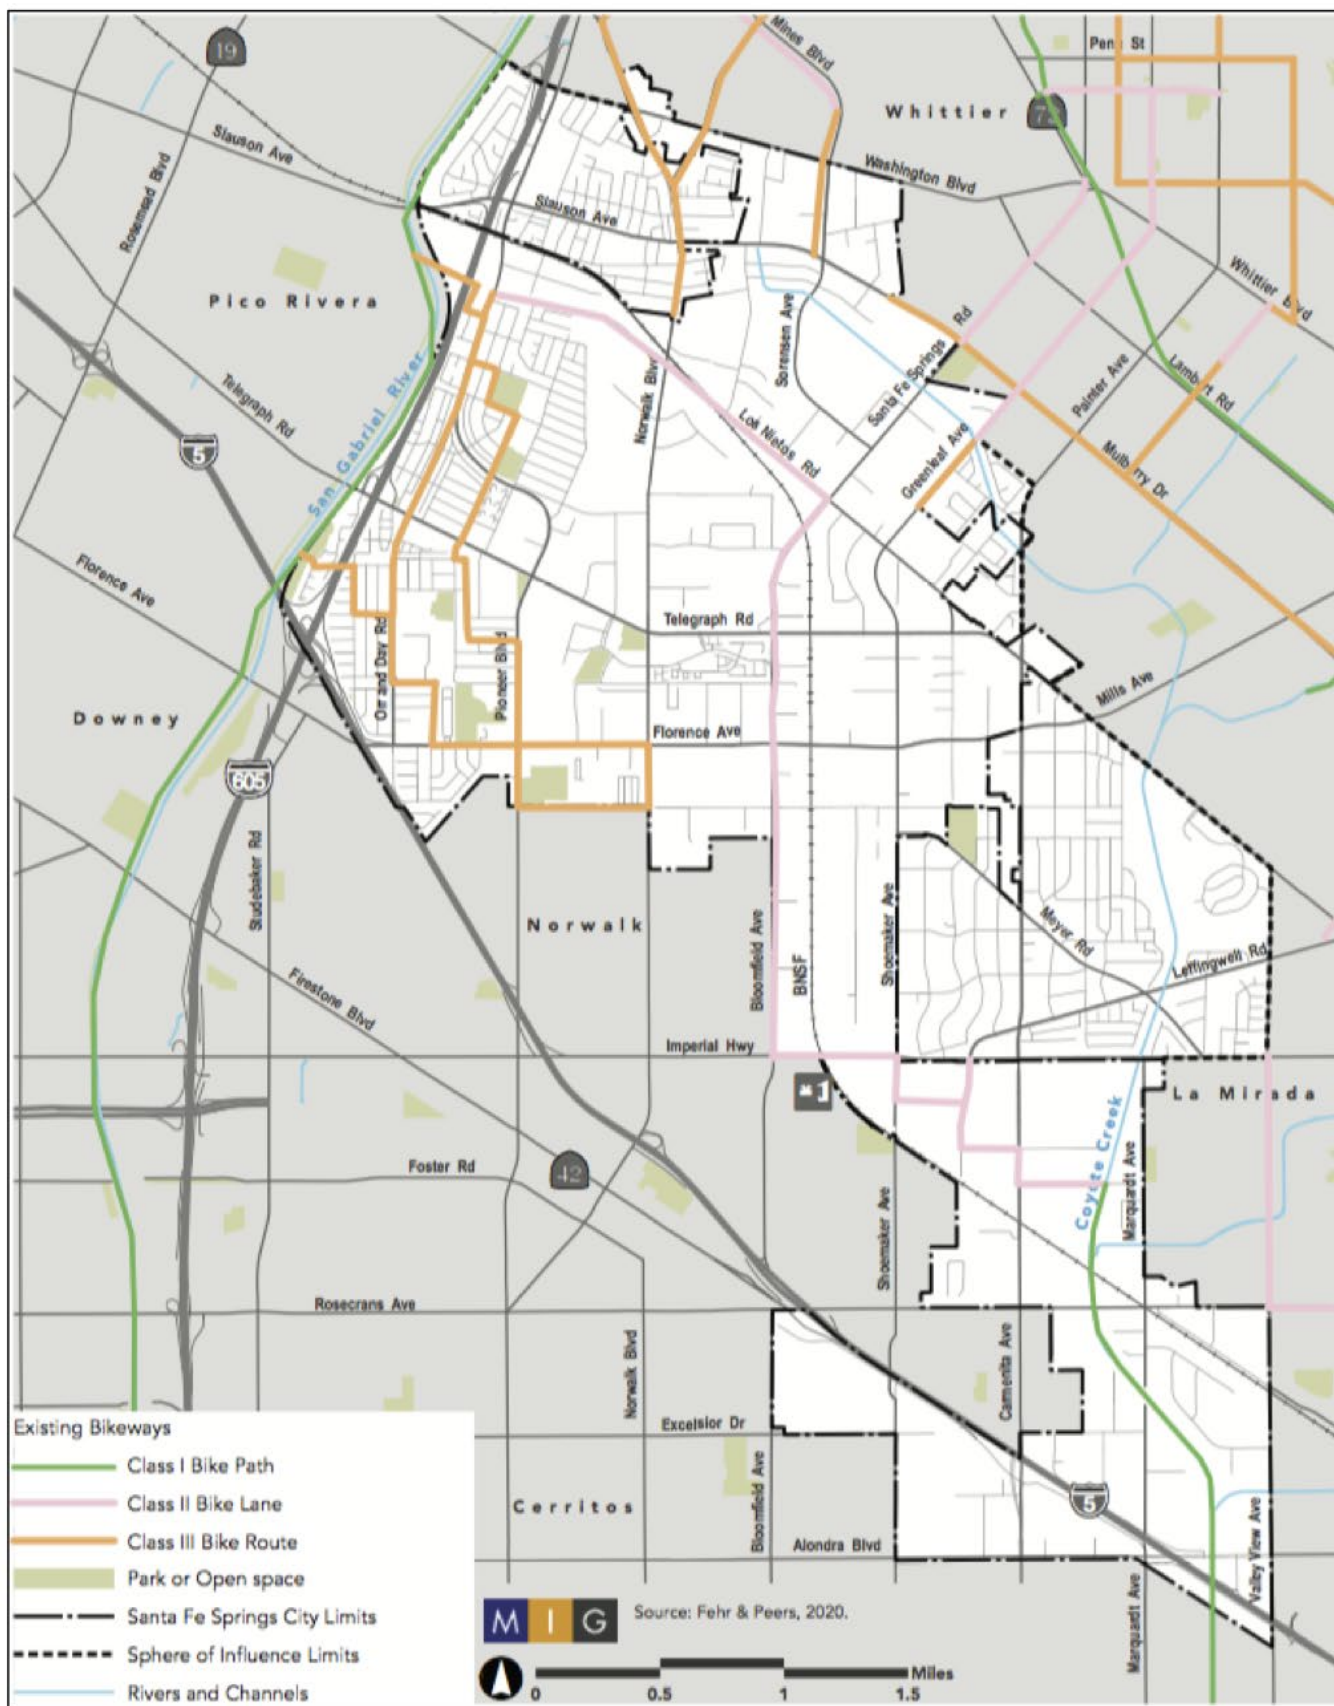 Mines Blvd
Penn St
19
Whittier
72
Slauson Ave
Washington Blvd
Rosemead Blvd
Slauson Ave
Whittier Blvd
Pico Rivera
Sorensen Ave
Santa Fe Springs Rd
Painter Ave
Lambert Rd
San Gabriel River
Telegraph Rd
Norwalk Blvd
Los Nietos Rd
Greenleaf Ave
Mulberry Dr
5
Florence Ave
Telegraph Rd
Orr and Day Rd
Pioneer Blvd
Mills Ave
Downey
Florence Ave
605
Studebaker Rd
Norwalk
Bloomfield Ave
BNSF
Shoemaker Ave
Meyer Rd
Leffingwell Rd
Firestone Blvd
Imperial Hwy
La Mirada
Coyote Creek
Marquardt Ave
Foster Rd
42
Shoemaker Ave
Rosecrans Ave
Norwalk Blvd
Carmenita Ave
Excelsior Dr
Bloomfield Ave
Cerritos
5
Alondra Blvd
Valley View Ave
Marquardt Ave
Existing Bikeways
Class I Bike Path
Class II Bike Lane
Class III Bike Route
Park or Open space
Santa Fe Springs City Limits
Sphere of Influence Limits
Rivers and Channels
M I G
Source: Fehr & Peers, 2020.
Miles
0 0.5 1 1.5